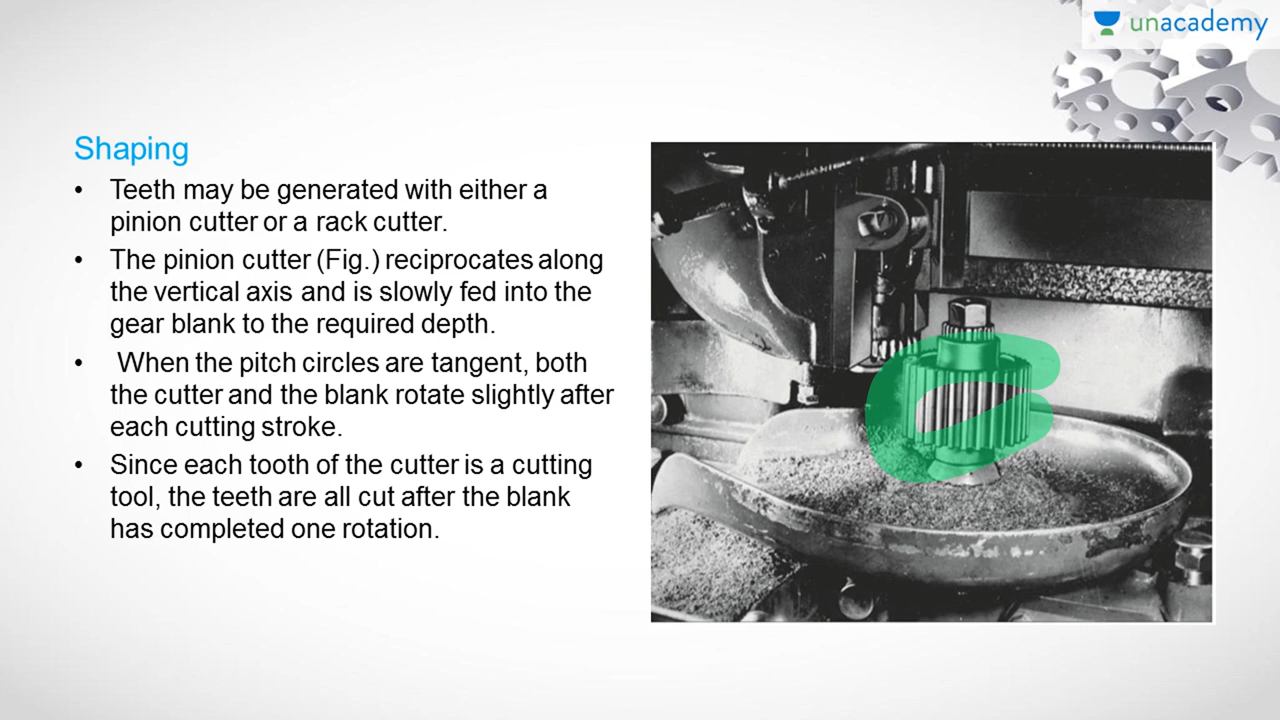 unacademy
Shaping
• Teeth may be generated with either a
pinion cutter or a rack cutter.
• The pinion cutter (Fig.) reciprocates along
the vertical axis and is slowly fed into the
gear blank to the required depth.
• When the pitch circles are tangent, both
the cutter and the blank rotate slightly after
each cutting stroke.
• Since each tooth of the cutter is a cutting
tool, the teeth are all cut after the blank
has completed one rotation.